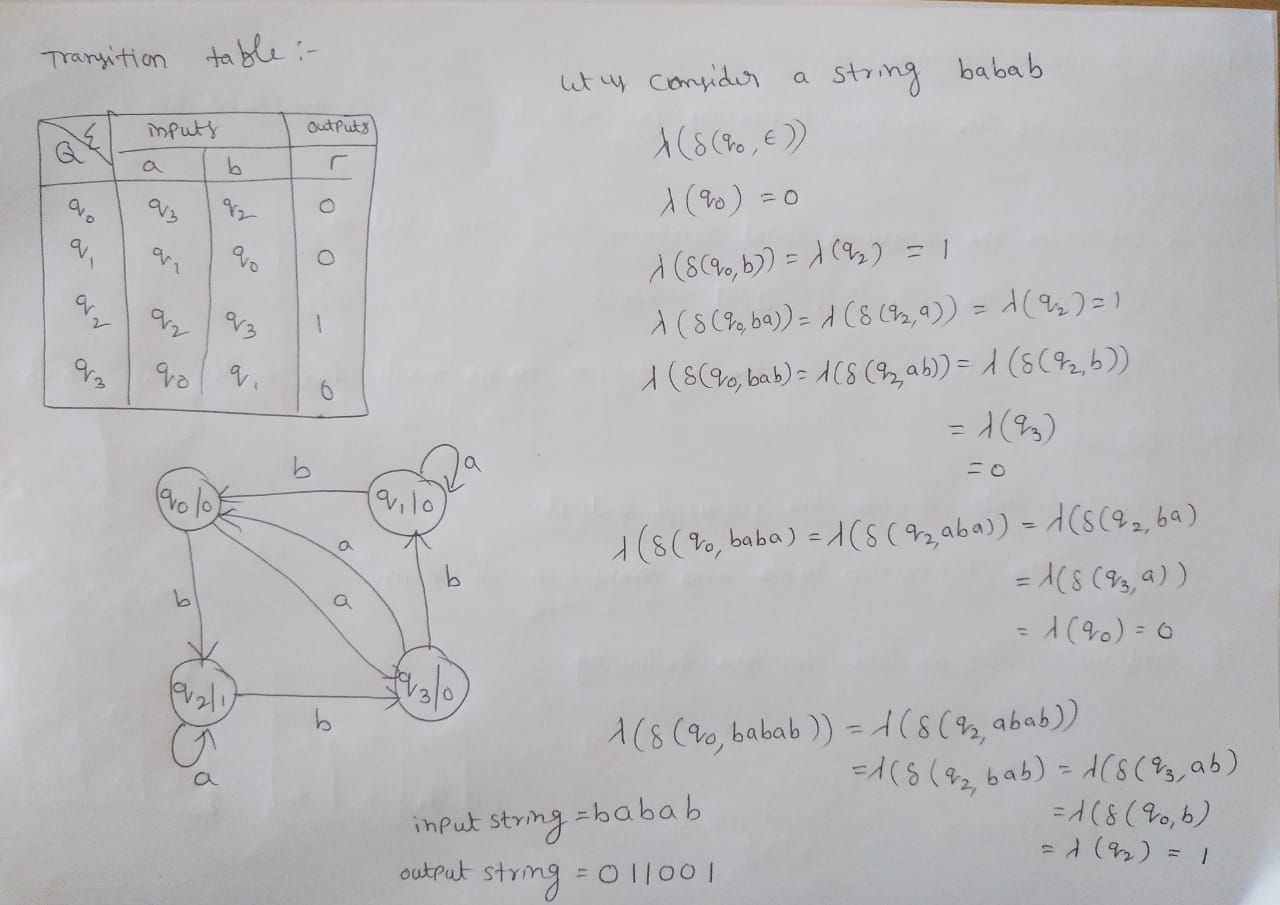 Transition table :-
Q Σ inputs outputs
a b r
q₀ q₃ q₂ 0
q₁ q₁ q₀ 0
q₂ q₂ q₃ 1
q₃ q₀ q₁ 0
q₀/0
q₁/0
q₂/1
q₃/0
b
a
a
a
b
b
b
a
input string = babab
output string = 011001
let us consider a string babab
λ(δ(q₀, ϵ))
λ(q₀) = 0
λ(δ(q₀, b)) = λ(q₂) = 1
λ(δ(q₀, ba)) = λ(δ(q₂, a)) = λ(q₂) = 1
λ(δ(q₀, bab) = λ(δ(q₂, ab)) = λ(δ(q₂, b))
= λ(q₃)
= 0
λ(δ(q₀, baba) = λ(δ(q₂, aba)) = λ(δ(q₂, ba)
= λ(δ(q₃, a))
= λ(q₀) = 0
λ(δ(q₀, babab)) = λ(δ(q₂, abab))
= λ(δ(q₂, bab) = λ(δ(q₃, ab)
= λ(δ(q₀, b)
= λ(q₂) = 1